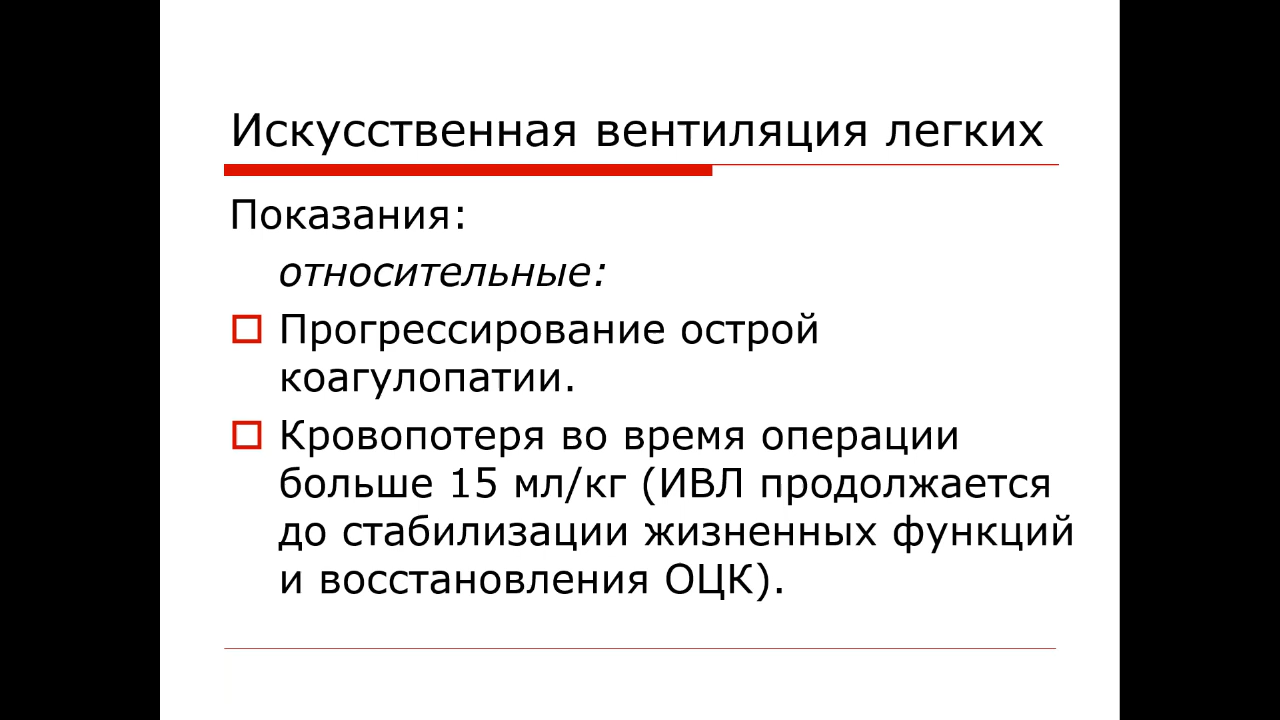 Искусственная вентиляция легких
Показания:
относительные:
Прогрессирование острой
коагулопатии.
Кровопотеря во время операции
больше 15 мл/кг (ИВЛ продолжается
до стабилизации жизненных функций
и восстановления ОЦК).